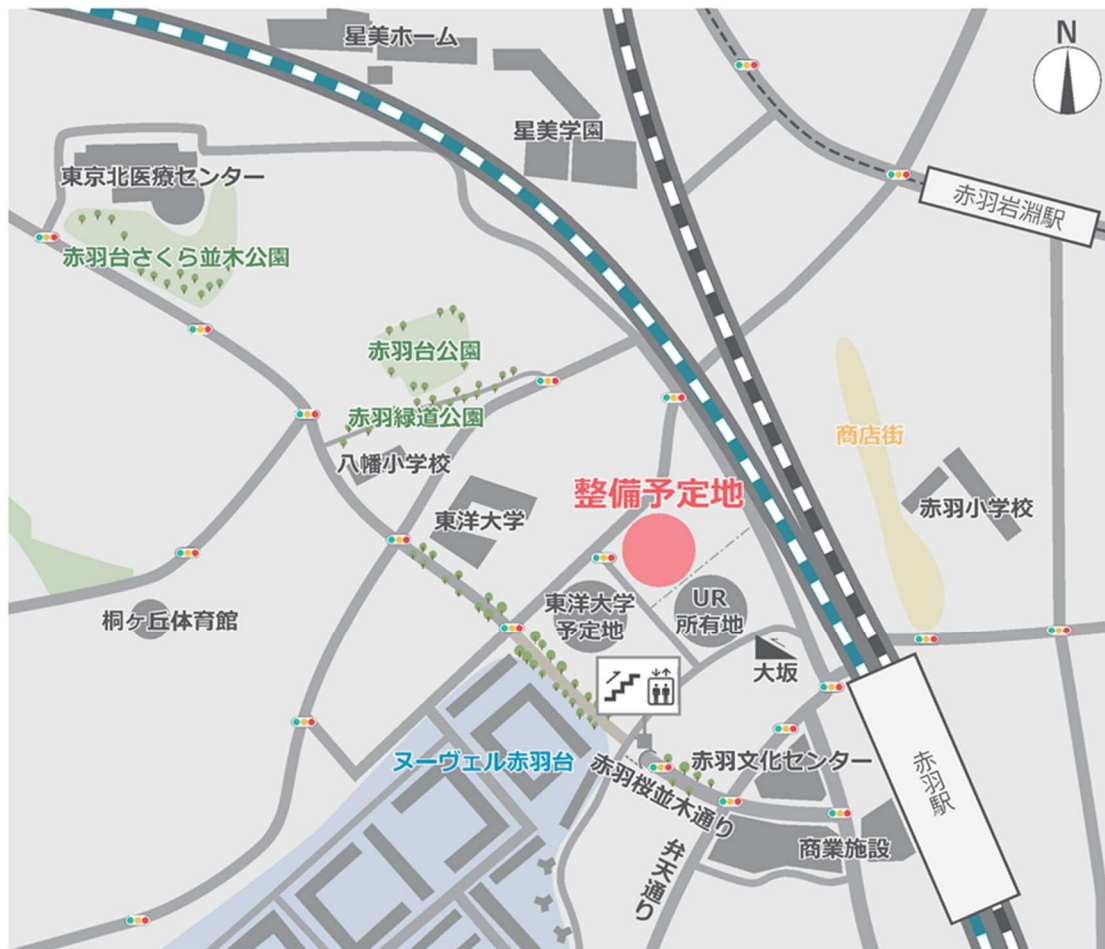 星美ホーム
N
星美学園
東京北医療センター
赤羽岩淵駅
赤羽台さくら並木公園
赤羽台公園
赤羽緑道公園
商店街
八幡小学校
整備予定地
赤羽小学校
東洋大学
東洋大学
予定地
UR
所有地
桐ヶ丘体育館
大坂
ヌーヴェル赤羽台
赤羽文化センター
赤羽桜並木通り
赤羽駅
商業施設
弁天通り